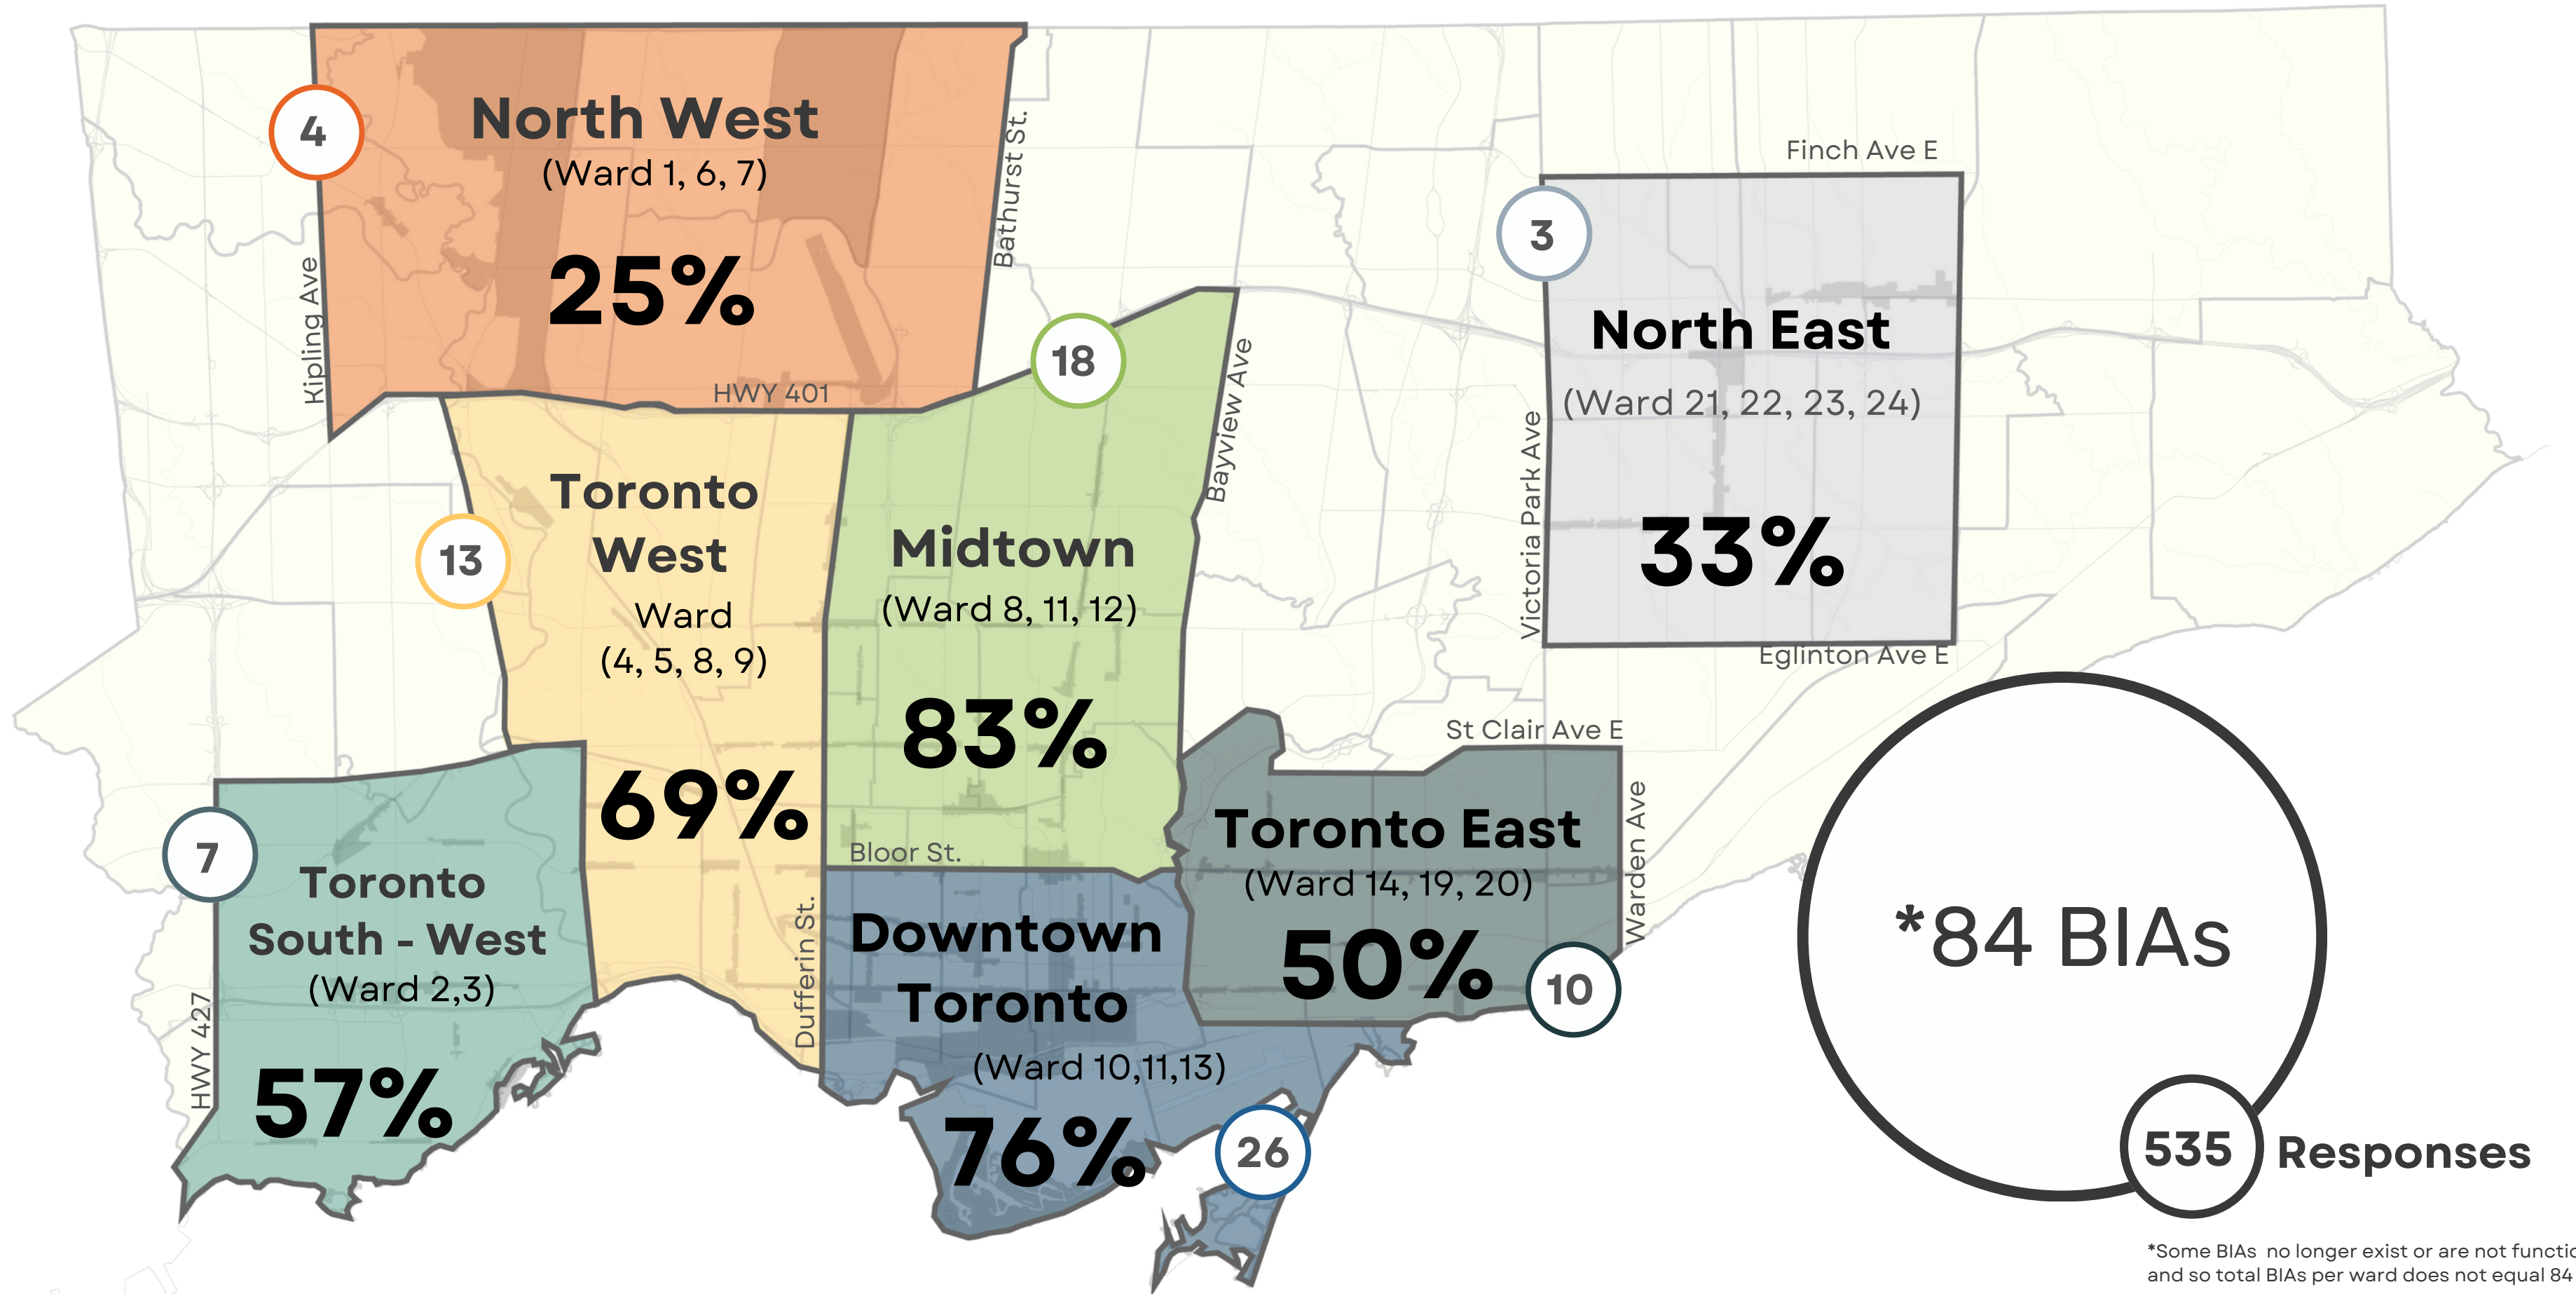 4
North West
(Ward 1, 6, 7)
25%
Kipling Ave
Bathurst St.
HWY 401
Finch Ave E
3
North East
(Ward 21, 22, 23, 24)
33%
Victoria Park Ave
Eglinton Ave E
18
Bayview Ave
13
Toronto
West
Ward
(4, 5, 8, 9)
69%
Midtown
(Ward 8, 11, 12)
83%
Bloor St.
Dufferin St.
7
Toronto
South - West
(Ward 2,3)
57%
HWY 427
Downtown
Toronto
(Ward 10,11,13)
76%
26
St Clair Ave E
Toronto East
(Ward 14, 19, 20)
50%
10
Warden Ave
*84 BIAs
535 Responses
*Some BIAs no longer exist or are not
and so total BIAs per ward does not equal 84